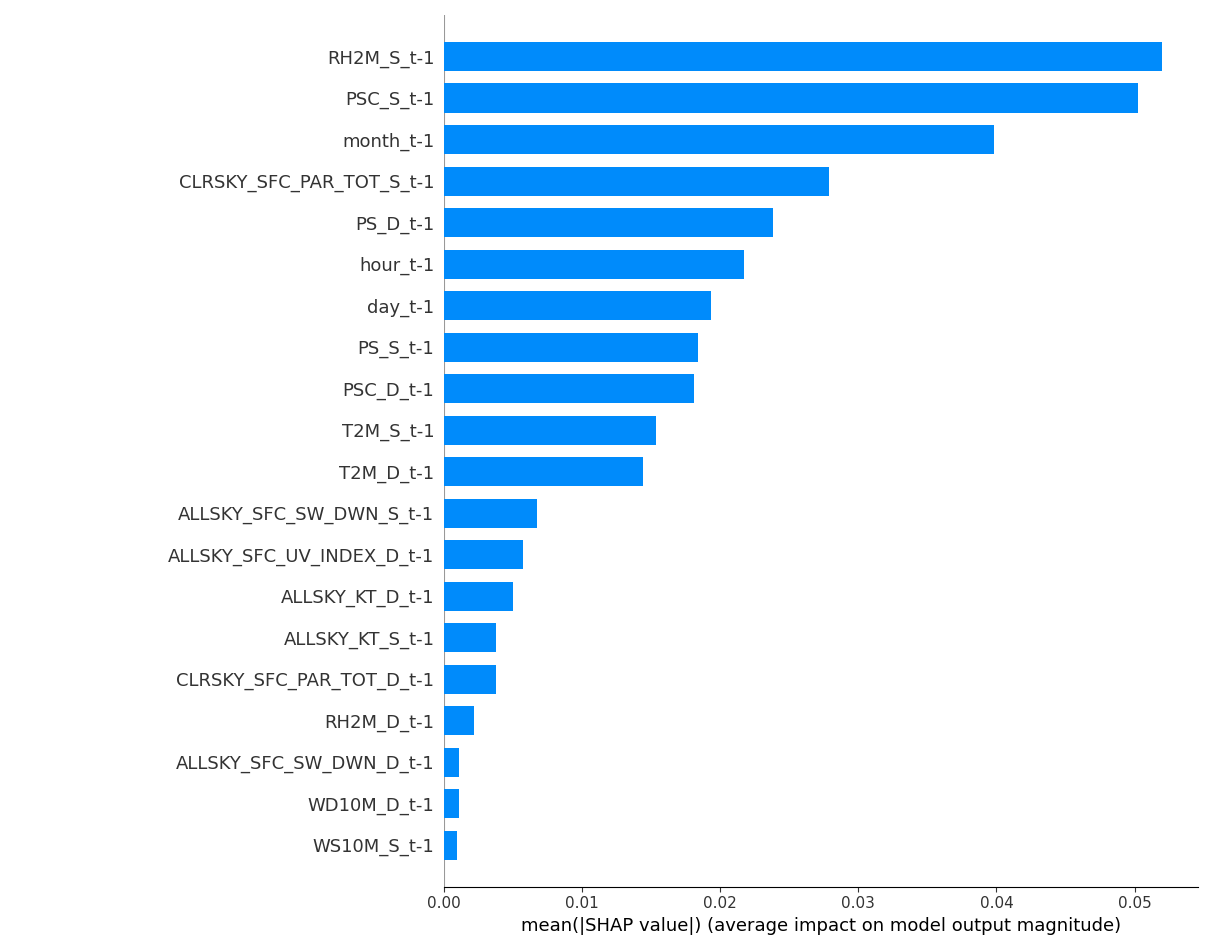 RH2M_S_t-1
PSC_S_t-1
month_t-1
CLRSKY_SFC_PAR_TOT_S_t-1
PS_D_t-1
hour_t-1
day_t-1
PS_S_t-1
PSC_D_t-1
T2M_S_t-1
T2M_D_t-1
ALLSKY_SFC_SW_DWN_S_t-1
ALLSKY_SFC_UV_INDEX_D_t-1
ALLSKY_KT_D_t-1
ALLSKY_KT_S_t-1
CLRSKY_SFC_PAR_TOT_D_t-1
RH2M_D_t-1
ALLSKY_SFC_SW_DWN_D_t-1
WD10M_D_t-1
WS10M_S_t-1
0.00 0.01 0.02 0.03 0.04 0.05
mean(|SHAP value|) (average impact on model output magnitude)